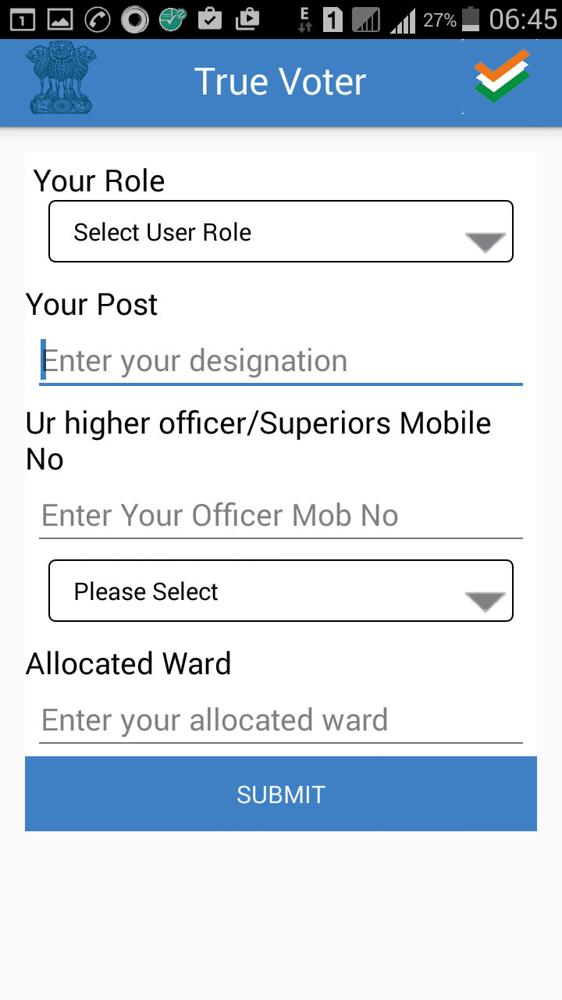 1 E 1 27% 06:45
True Voter
Your Role
Select User Role
Your Post
Enter your designation
Ur higher officer/Superiors Mobile
No
Enter Your Officer Mob No
Please Select
Allocated Ward
Enter your allocated ward
SUBMIT